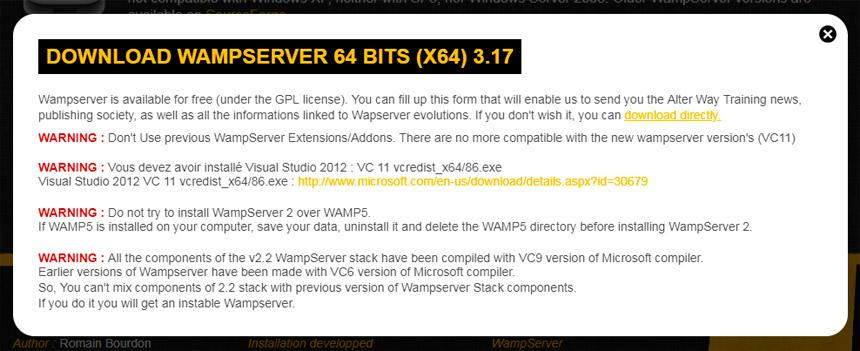 available on SourceForge
DOWNLOAD WAMPSERVER 64 BITS (X64) 3.17
Wampserver is available for free (under the GPL license). You can fill up this form that will enable us to send you the Alter Way Training news,
publishing society, as well as all the informations linked to Wapserver evolutions. If you don't wish it, you can download directly.
WARNING : Don't Use previous WampServer Extensions/Addons. There are no more compatible with the new wampserver version's (VC11)
WARNING : Vous devez avoir installé Visual Studio 2012 : VC 11 vcredist_x64/86.exe
Visual Studio 2012 VC 11 vcredist_x64/86.exe : http://www.microsoft.com/en-us/download/details.aspx?id=30679
WARNING : Do not try to install WampServer 2 over WAMP5.
If WAMP5 is installed on your computer, save your data, uninstall it and delete the WAMP5 directory before installing WampServer 2.
WARNING : All the components of the v2.2 WampServer stack have been compiled with VC9 version of Microsoft compiler.
Earlier versions of Wampserver have been made with VC6 version of Microsoft compiler.
So, You can't mix components of 2.2 stack with previous version of Wampserver Stack components.
If you do it you will get an instable Wampserver.
Author : Romain Bourdon Installation developped WampServer